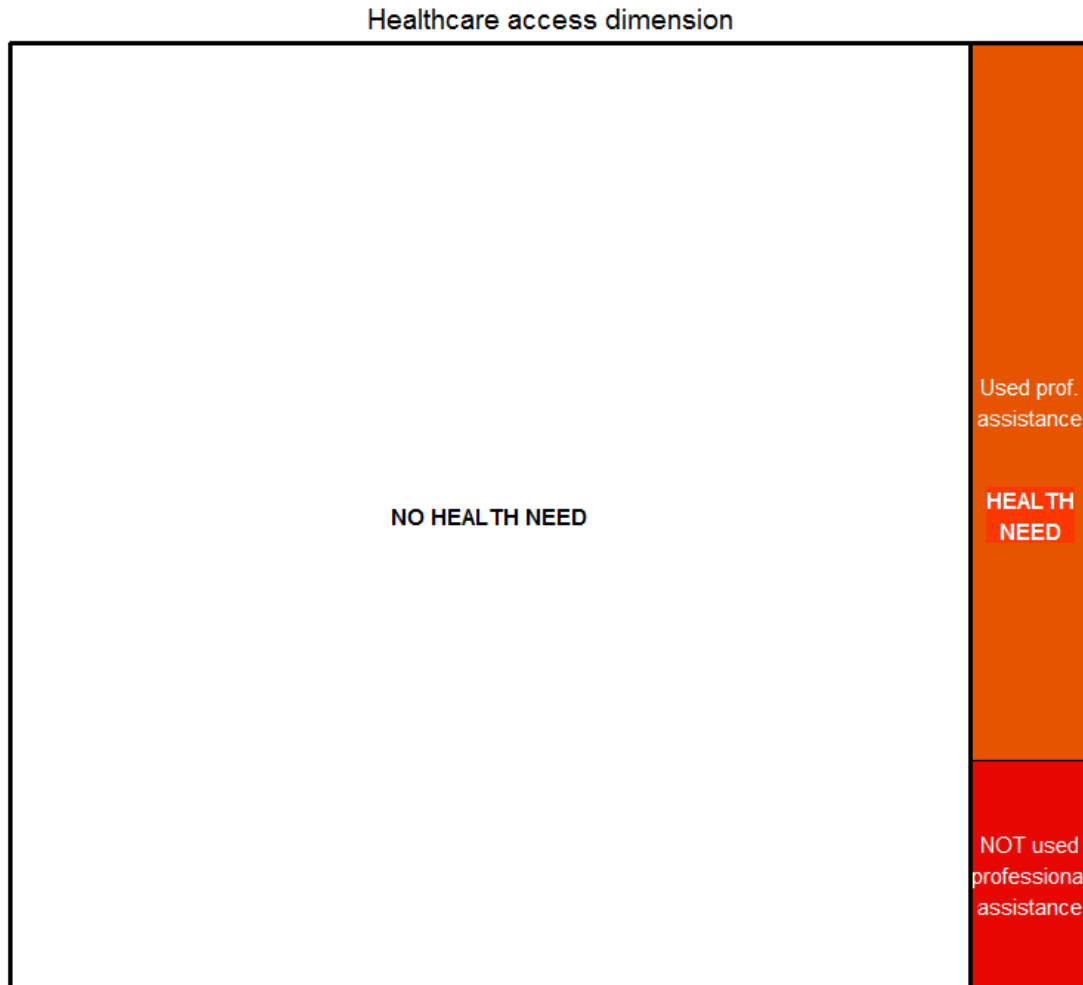 Healthcare access dimension
Used prof.
assistance
NO HEALTH NEED
HEALTH
NEED
NOT used
professiona
assistance